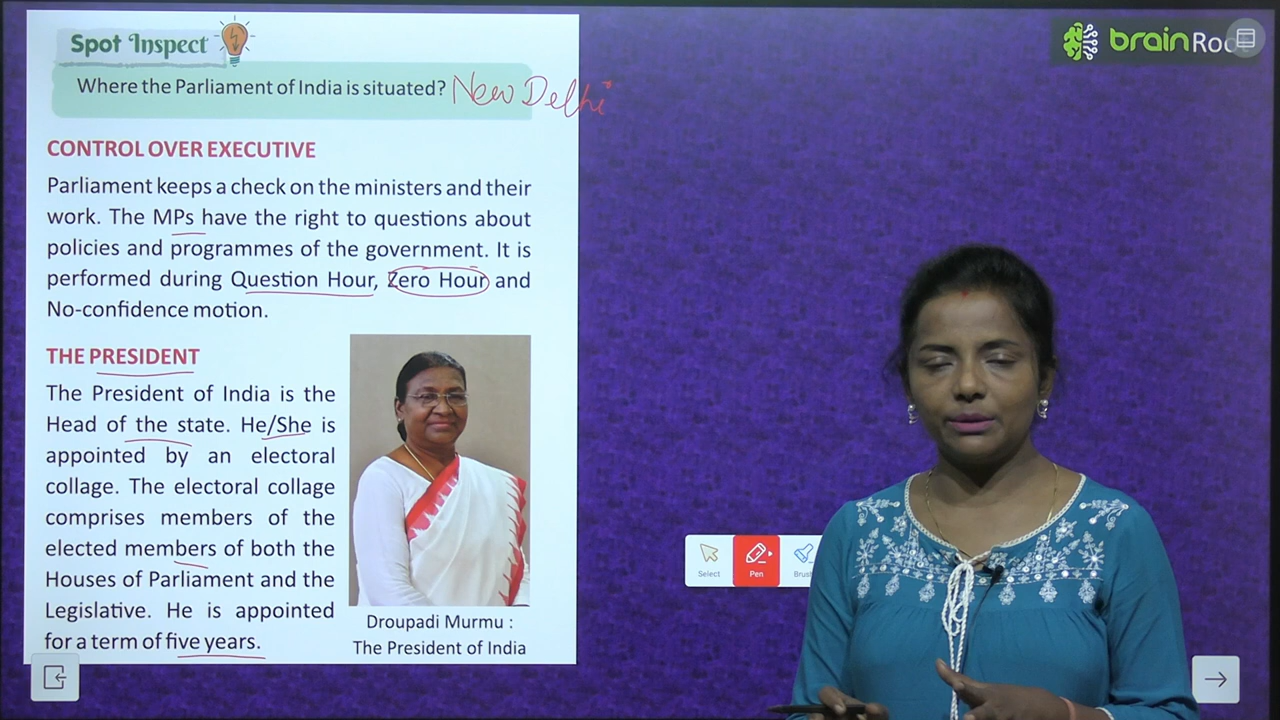 Spot Inspect
Where the Parliament of India is situated? New Delhi
CONTROL OVER EXECUTIVE
Parliament keeps a check on the ministers and their
work. The MPs have the right to questions about
policies and programmes of the government. It is
performed during Question Hour, Zero Hour and
No-confidence motion.
THE PRESIDENT
The President of India is the
Head of the state. He/She is
appointed by an electoral
collage. The electoral collage
comprises members of the
elected members of both the
Houses of Parliament and the
Legislative. He is appointed
for a term of five years.
Droupadi Murmu :
The President of India
brain Root
Select
Pen
Brush